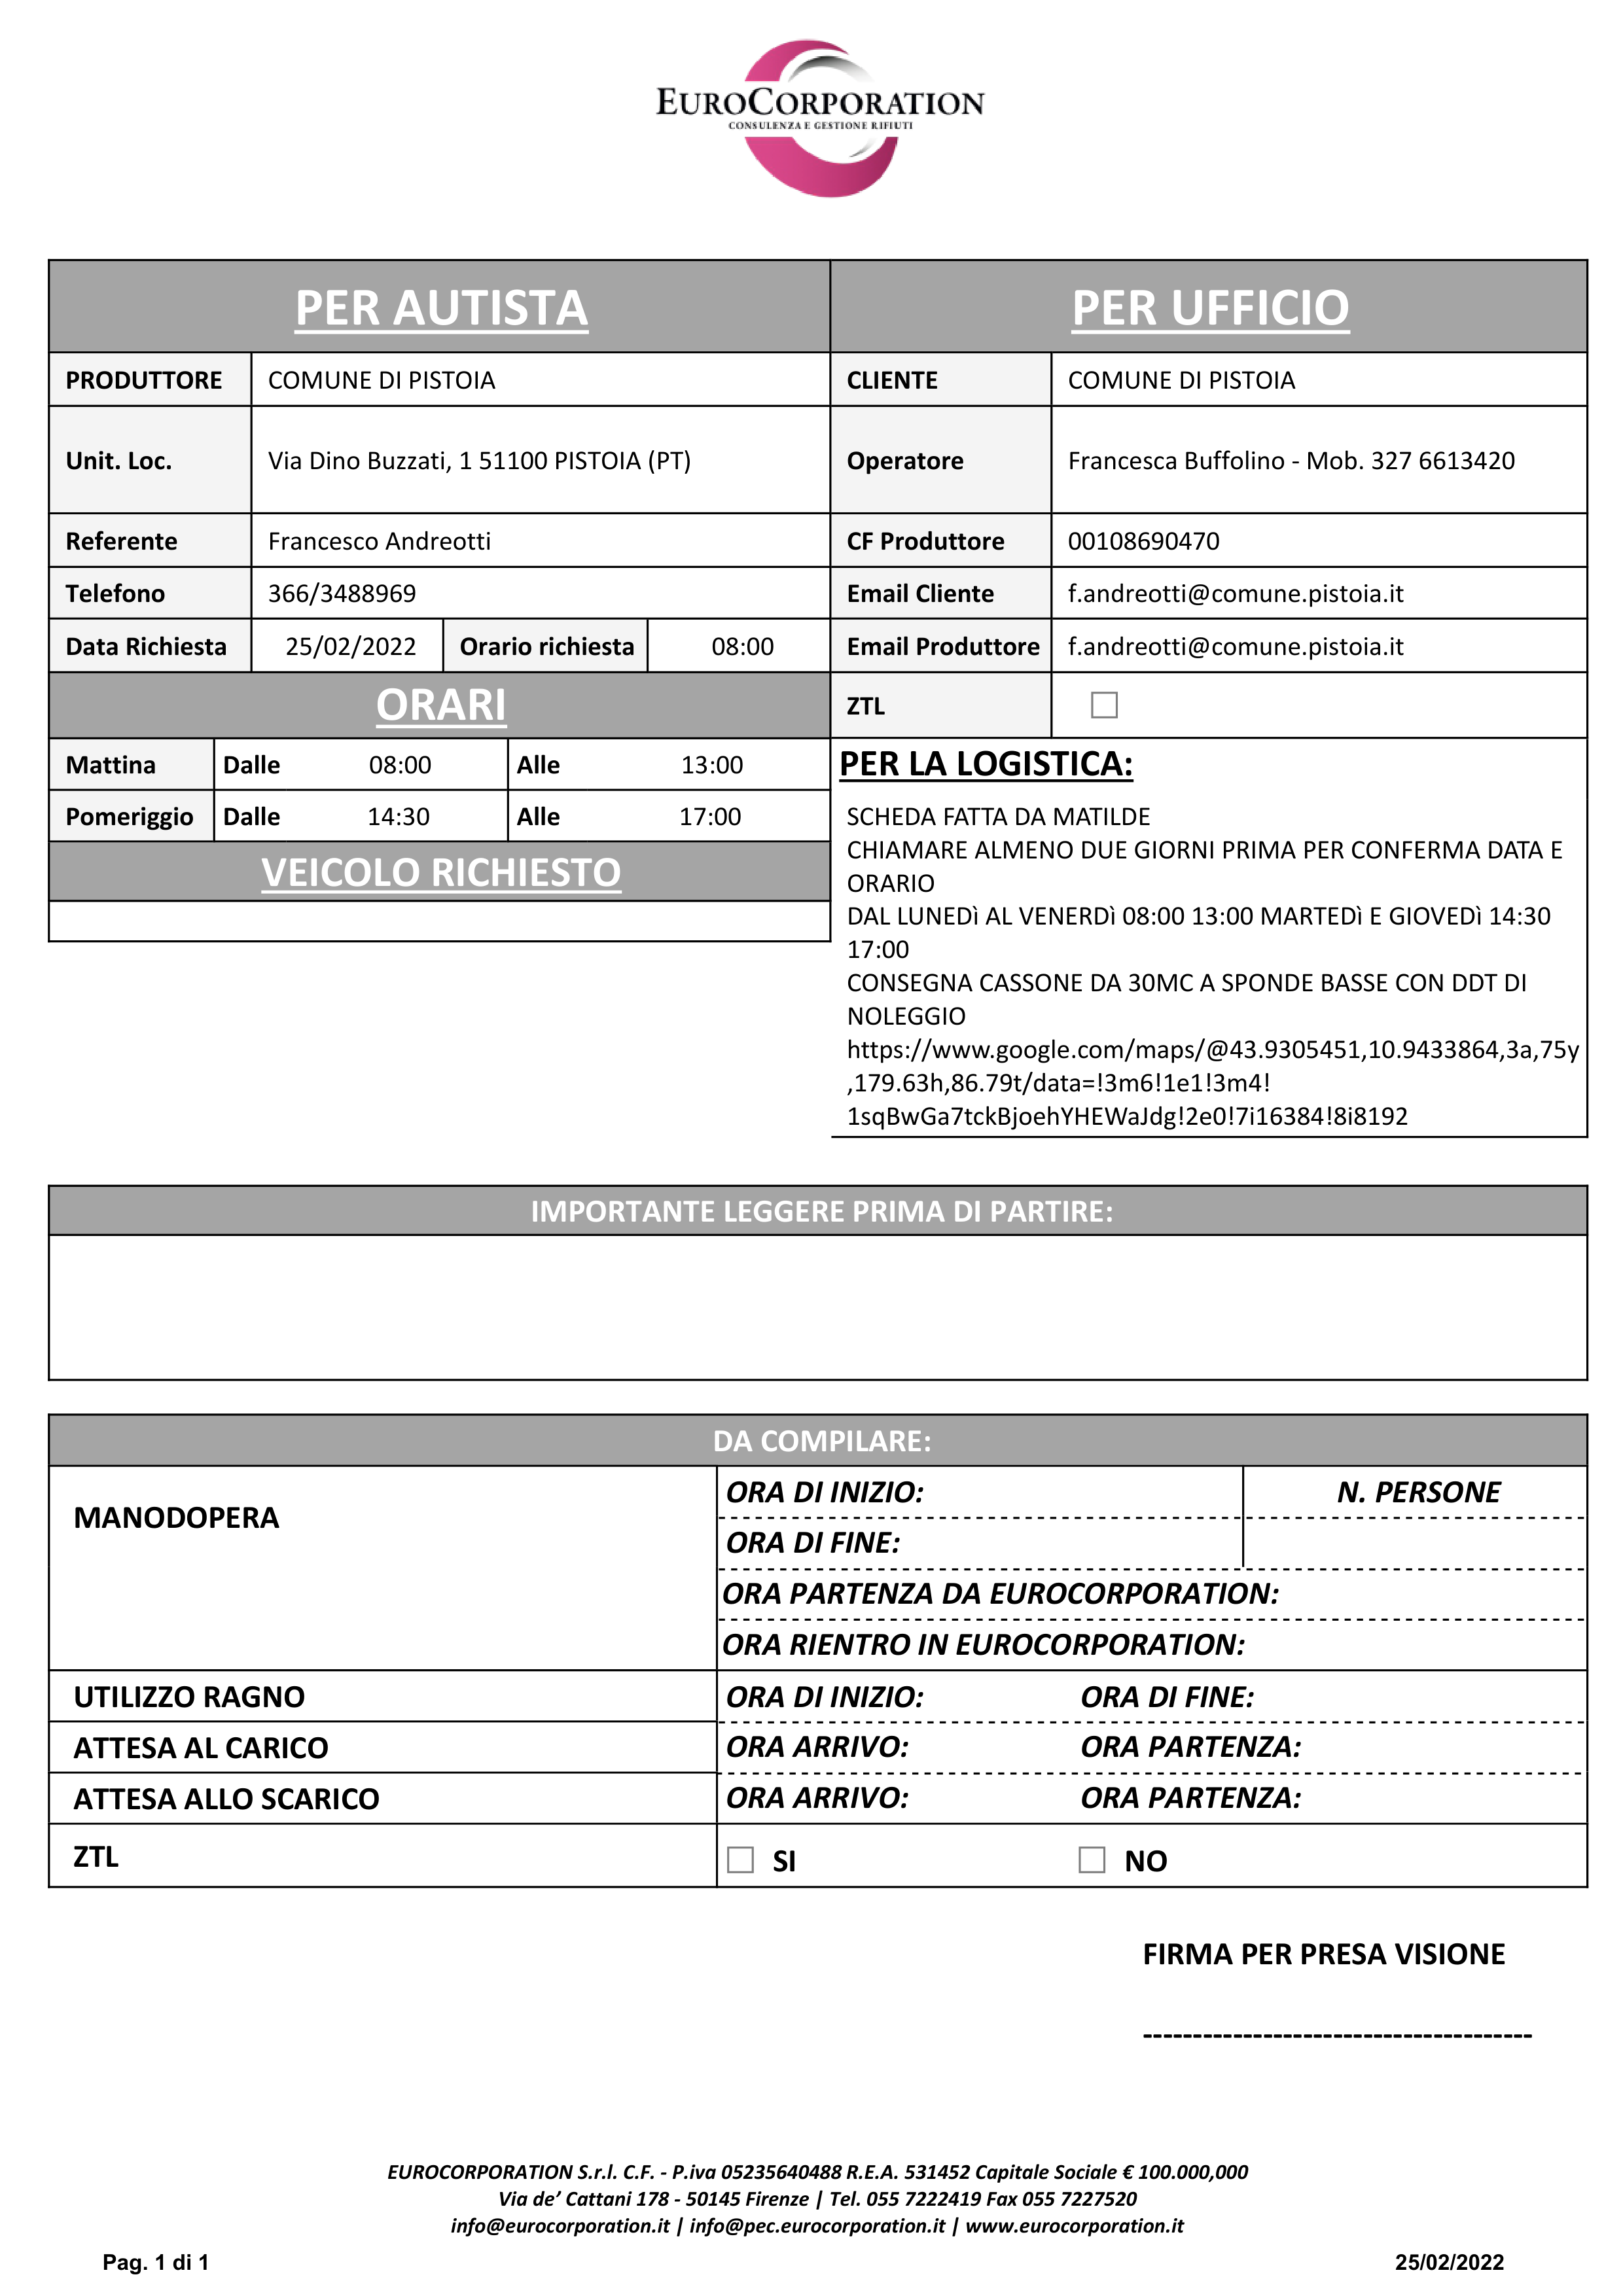 EUROCORPORATION
CONSULENZA E GESTIONE RIFIUTI
PER AUTISTA
PRODUTTORE COMUNE DI PISTOIA
Unit. Loc. Via Dino Buzzati, 1 51100 PISTOIA (PT)
Referente Francesco Andreotti
Telefono 366/3488969
Data Richiesta 25/02/2022 Orario richiesta 08:00
ORARI
Mattina Dalle 08:00 Alle 13:00
Pomeriggio Dalle 14:30 Alle 17:00
VEICOLO RICHIESTO
PER UFFICIO
CLIENTE COMUNE DI PISTOIA
Operatore Francesca Buffolino - Mob. 327 6613420
CF Produttore 00108690470
Email Cliente f.andreotti@comune.pistoia.it
Email Produttore f.andreotti@comune.pistoia.it
ZTL
PER LA LOGISTICA:
SCHEDA FATTA DA MATILDE
CHIAMARE ALMENO DUE GIORNI PRIMA PER CONFERMA DATA E
ORARIO
DAL LUNEDì AL VENERDì 08:00 13:00 MARTEDì E GIOVEDì 14:30
17:00
CONSEGNA CASSONE DA 30MC A SPONDE BASSE CON DDT DI
NOLEGGIO
https://www.google.com/maps/@43.9305451,10.9433864,3a,75y
,179.63h,86.79t/data=!3m6!1e1!3m4!
1sqBwGa7tckBjoehYHEWaJdg!2e0!7i16384!8i8192
IMPORTANTE LEGGERE PRIMA DI PARTIRE:
DA COMPILARE:
MANODOPERA
ORA DI INIZIO: N. PERSONE
ORA DI FINE:
ORA PARTENZA DA EUROCORPORATION:
ORA RIENTRO IN EUROCORPORATION:
UTILIZZO RAGNO ORA DI INIZIO: ORA DI FINE:
ATTESA AL CARICO ORA ARRIVO: ORA PARTENZA:
ATTESA ALLO SCARICO ORA ARRIVO: ORA PARTENZA:
ZTL SI NO
FIRMA PER PRESA VISIONE
---------------------------------------
EUROCORPORATION S.r.l. C.F. - P.iva 05235640488 R.E.A. 531452 Capitale Sociale € 100.000,000
Via de’ Cattani 178 - 50145 Firenze | Tel. 055 7222419 Fax 055 7227520
info@eurocorporation.it | info@pec.eurocorporation.it | www.eurocorporation.it
Pag. 1 di 1 25/02/2022